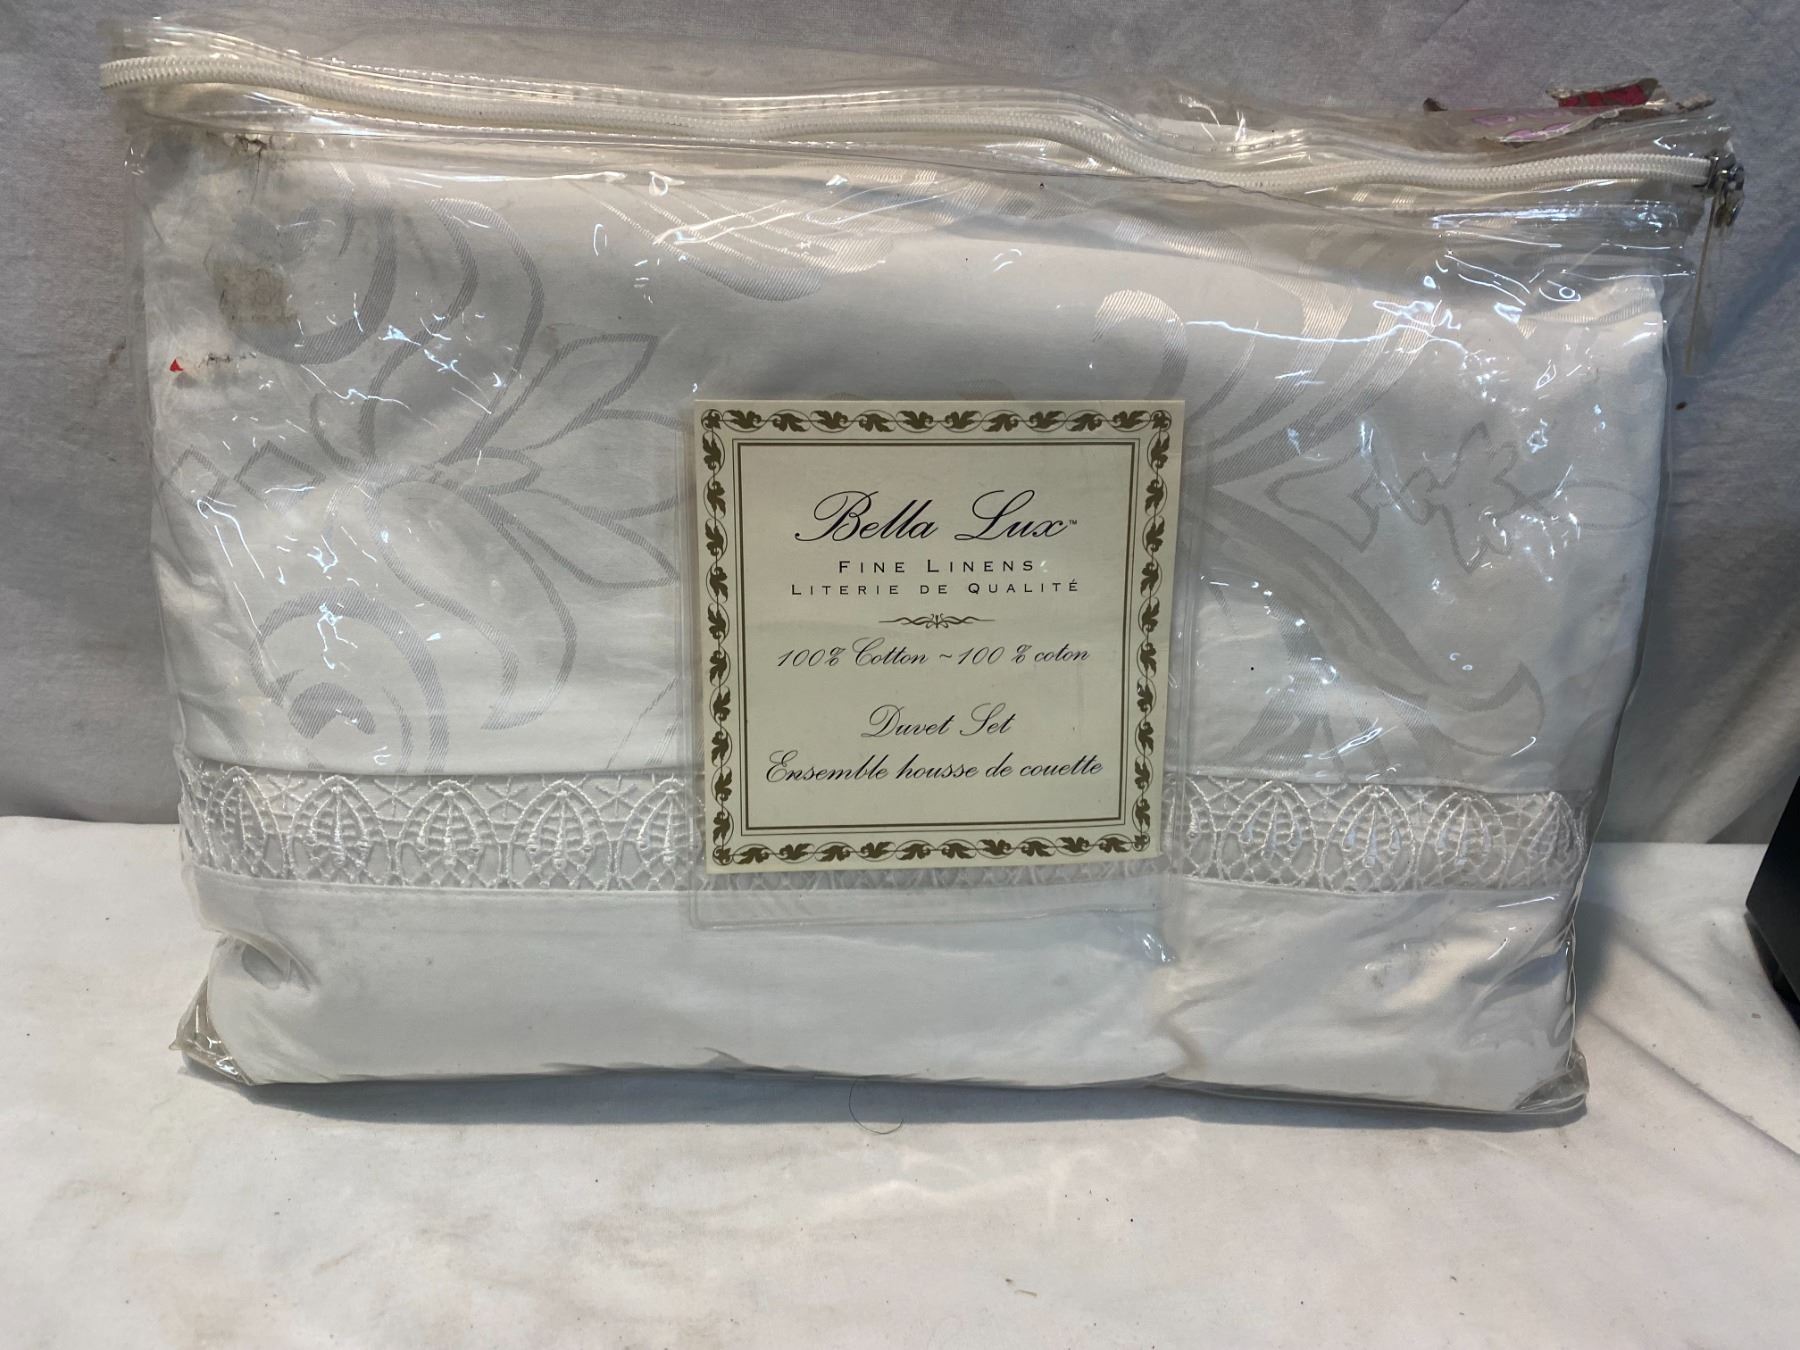 Bella Lux™
FINE LINENS
LITERIE DE QUALITÉ
100% Cotton ~ 100 % coton
Duvet Set
Ensemble housse de couette